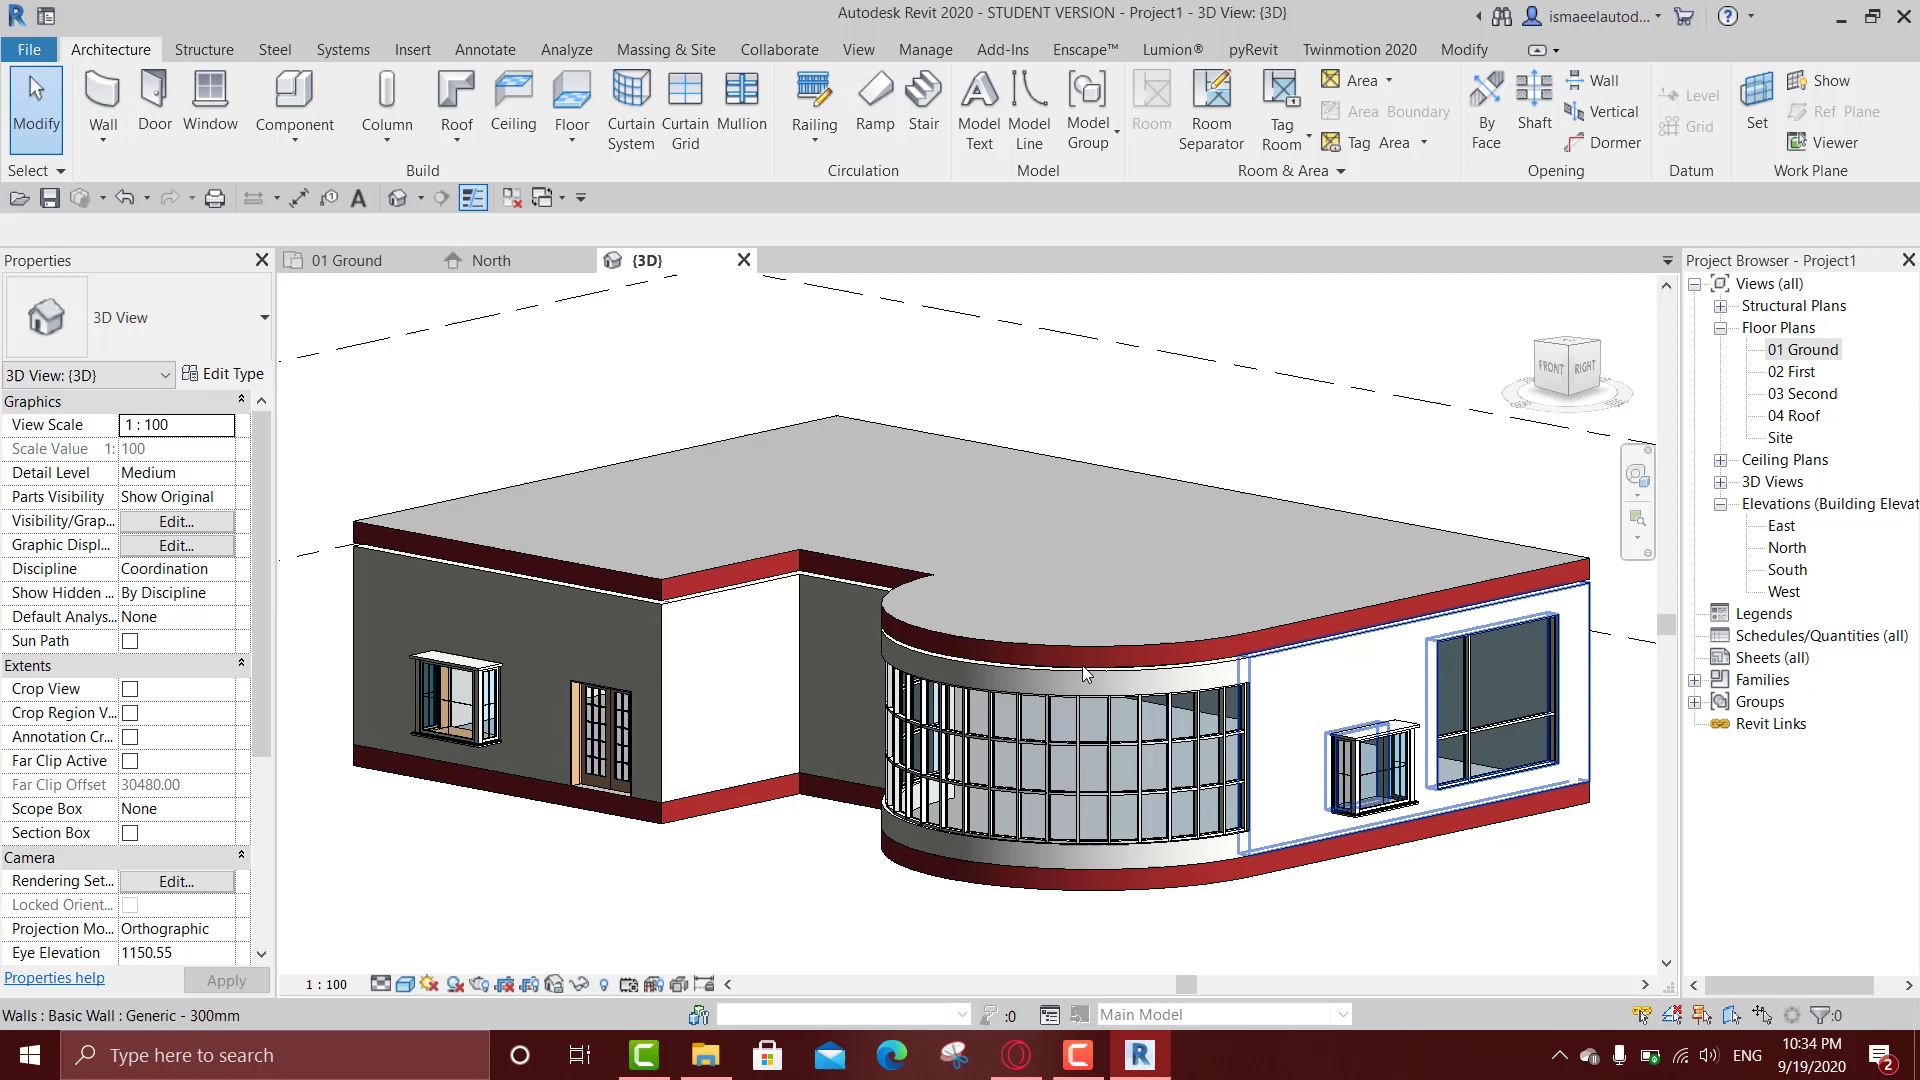 Autodesk Revit 2020 - STUDENT VERSION - Project1 - 3D View: {3D}
ismaeelautod...
File Architecture Structure Steel Systems Insert Annotate Analyze Massing & Site Collaborate View Manage Add-Ins Enscape™ Lumion® pyRevit Twinmotion 2020 Modify
Modify Wall Door Window Component Column Roof Ceiling Floor Curtain System Curtain Grid Mullion Railing Ramp Stair Model Text Model Line Model Group Room Room Separator Tag Room
Area
Area Boundary
Tag Area
By Face Shaft
Wall
Vertical
Dormer
Level
Grid
Set
Show
Ref Plane
Viewer
Select Build Circulation Model Room & Area Opening Datum Work Plane
Properties
01 Ground North {3D}
Project Browser - Project1
3D View
3D View: {3D} Edit Type
Graphics
View Scale 1 : 100
Scale Value 1: 100
Detail Level Medium
Parts Visibility Show Original
Visibility/Grap... Edit...
Graphic Displ... Edit...
Discipline Coordination
Show Hidden ... By Discipline
Default Analys... None
Sun Path
Extents
Crop View
Crop Region V...
Annotation Cr...
Far Clip Active
Far Clip Offset 30480.00
Scope Box None
Section Box
Camera
Rendering Set... Edit...
Locked Orient...
Projection Mo... Orthographic
Eye Elevation 1150.55
Properties help Apply
FRONT RIGHT
Views (all)
Structural Plans
Floor Plans
01 Ground
02 First
03 Second
04 Roof
Site
Ceiling Plans
3D Views
Elevations (Building Elevat
East
North
South
West
Legends
Schedules/Quantities (all)
Sheets (all)
Families
Groups
Revit Links
1 : 100
Walls : Basic Wall : Generic - 300mm
:0
Main Model
:0
Type here to search
ENG
10:34 PM
9/19/2020
2